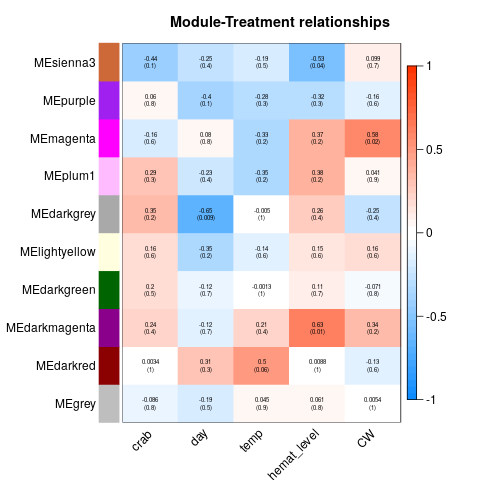 Module-Treatment relationships
MEsienna3
-0.44 -0.25 -0.19 -0.53 0.099
(0.1) (0.4) (0.5) (0.04) (0.7)
MEpurple
0.06 -0.4 -0.28 -0.32 -0.16
(0.8) (0.1) (0.3) (0.3) (0.6)
MEmagenta
-0.16 0.08 -0.33 0.37 0.58
(0.6) (0.8) (0.2) (0.2) (0.02)
MEplum1
0.29 -0.23 -0.35 0.38 0.041
(0.3) (0.4) (0.2) (0.2) (0.9)
MEdarkgrey
0.35 -0.65 -0.005 0.26 -0.25
(0.2) (0.009) (1) (0.4) (0.4)
MElightyellow
0.16 -0.35 -0.14 0.15 0.16
(0.6) (0.2) (0.6) (0.6) (0.6)
MEdarkgreen
0.2 -0.12 -0.0013 0.11 -0.071
(0.5) (0.7) (1) (0.7) (0.8)
MEdarkmagenta
0.24 -0.12 0.21 0.63 0.34
(0.4) (0.7) (0.4) (0.01) (0.2)
MEdarkred
0.0034 0.31 0.5 0.0088 -0.13
(1) (0.3) (0.06) (1) (0.6)
MEgrey
-0.086 -0.19 0.045 0.061 0.0054
(0.8) (0.5) (0.9) (0.8) (1)
crab day temp hemat_level CW
1
0.5
0
-0.5
-1